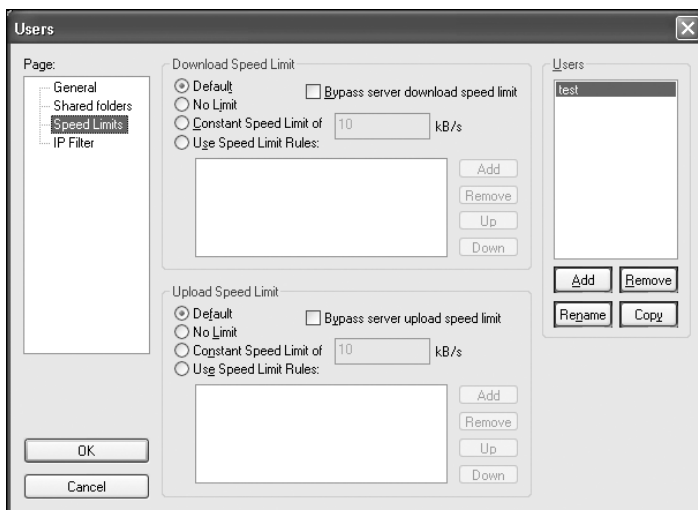 Users
Page:
General
Shared folders
Speed Limits
IP Filter
OK
Cancel
Download Speed Limit
Default
Bypass server download speed limit
No Limit
Constant Speed Limit of
10
kB/s
Use Speed Limit Rules:
Add
Remove
Up
Down
Upload Speed Limit
Default
Bypass server upload speed limit
No Limit
Constant Speed Limit of
10
kB/s
Use Speed Limit Rules:
Add
Remove
Up
Down
Users
test
Add
Remove
Rename
Copy